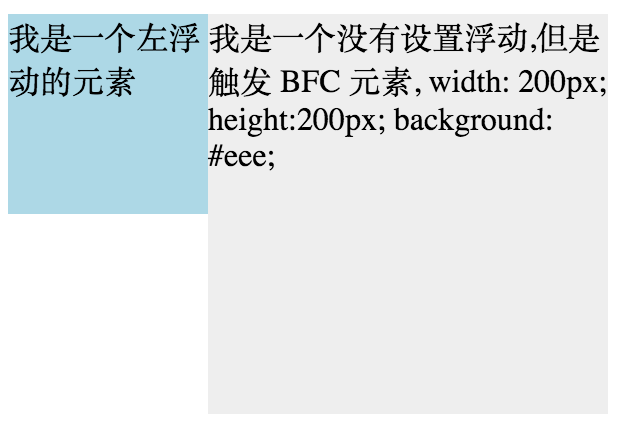 我是一个左浮
动的元素
我是一个没有设置浮动,但是
触发 BFC 元素, width: 200px;
height:200px; background:
#eee;